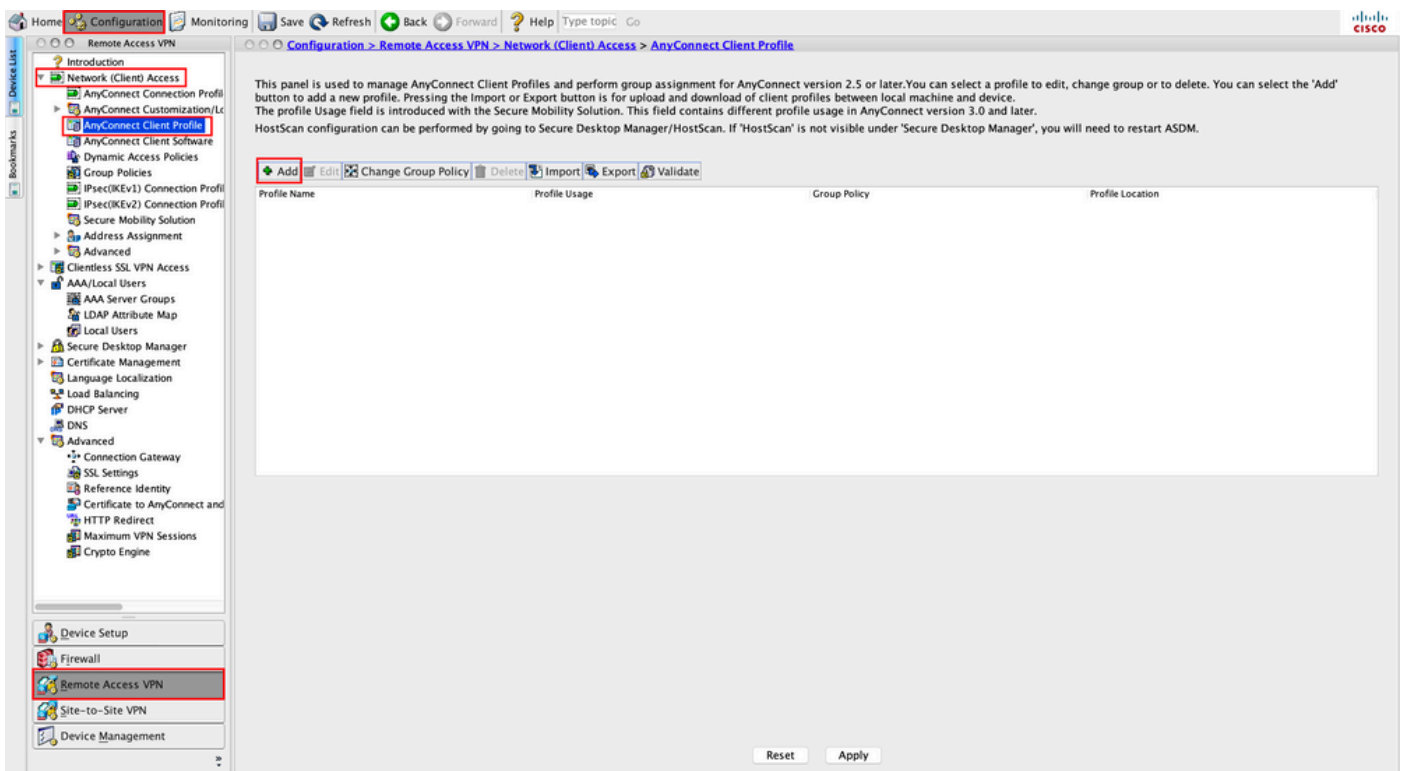 Home Configuration Monitoring Save Refresh Back Forward Help Type topic Go
CISCO
Device List
Bookmarks
Remote Access VPN
Introduction
Network (Client) Access
AnyConnect Connection Profil
AnyConnect Customization/Lo
AnyConnect Client Profile
AnyConnect Client Software
Dynamic Access Policies
Group Policies
IPsec(IKEv1) Connection Profil
IPsec(IKEv2) Connection Profil
Secure Mobility Solution
Address Assignment
Advanced
Clientless SSL VPN Access
AAA/Local Users
AAA Server Groups
LDAP Attribute Map
Local Users
Secure Desktop Manager
Certificate Management
Language Localization
Load Balancing
DHCP Server
DNS
Advanced
Connection Gateway
SSL Settings
Reference Identity
Certificate to AnyConnect and
HTTP Redirect
Maximum VPN Sessions
Crypto Engine
Device Setup
Firewall
Remote Access VPN
Site-to-Site VPN
Device Management
Configuration > Remote Access VPN > Network (Client) Access > AnyConnect Client Profile
This panel is used to manage AnyConnect Client Profiles and perform group assignment for AnyConnect version 2.5 or later.You can select a profile to edit, change group or to delete. You can select the 'Add'
button to add a new profile. Pressing the Import or Export button is for upload and download of client profiles between local machine and device.
The profile Usage field is introduced with the Secure Mobility Solution. This field contains different profile usage in AnyConnect version 3.0 and later.
HostScan configuration can be performed by going to Secure Desktop Manager/HostScan. If 'HostScan' is not visible under 'Secure Desktop Manager', you will need to restart ASDM.
Add Edit Change Group Policy Delete Import Export Validate
Profile Name Profile Usage Group Policy Profile Location
Reset Apply